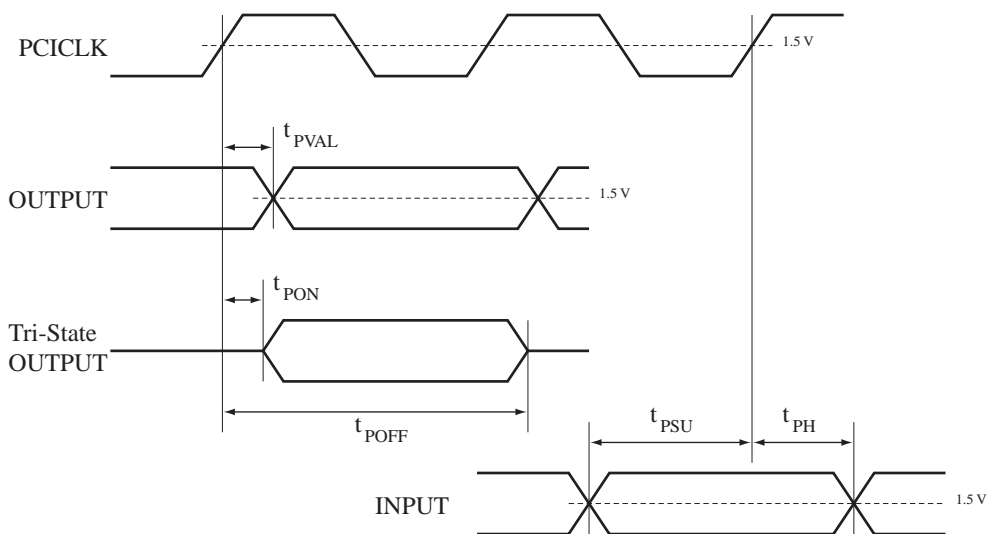 PCICLK
1.5 V
t PVAL
OUTPUT
1.5 V
t PON
Tri-State
OUTPUT
t POFF
t PSU
t PH
INPUT
1.5 V